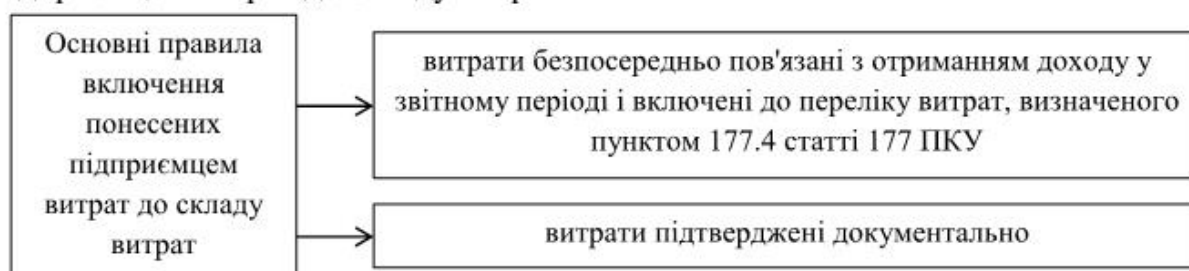 Основні правила
включення
понесених
підприємцем
витрат до складу
витрат
витрати безпосередньо пов'язані з отриманням доходу у
звітному періоді і включені до переліку витрат, визначеного
пунктом 177.4 статті 177 ПКУ
витрати підтверджені документально